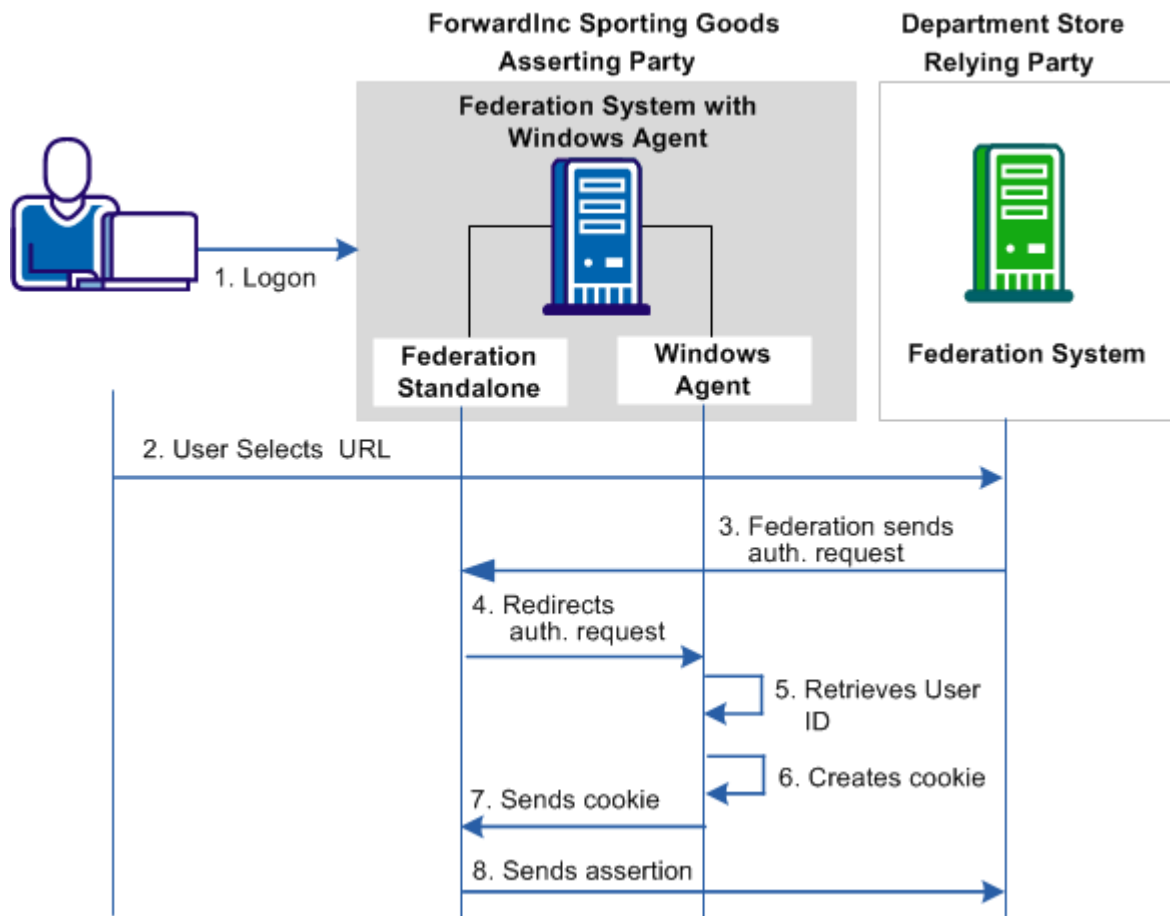 ForwardInc Sporting Goods
Asserting Party
Department Store
Relying Party
Federation System with
Windows Agent
1. Logon
Federation
Standalone
Windows
Agent
Federation System
2. User Selects URL
3. Federation sends
auth. request
4. Redirects
auth. request
5. Retrieves User
ID
6. Creates cookie
7. Sends cookie
8. Sends assertion